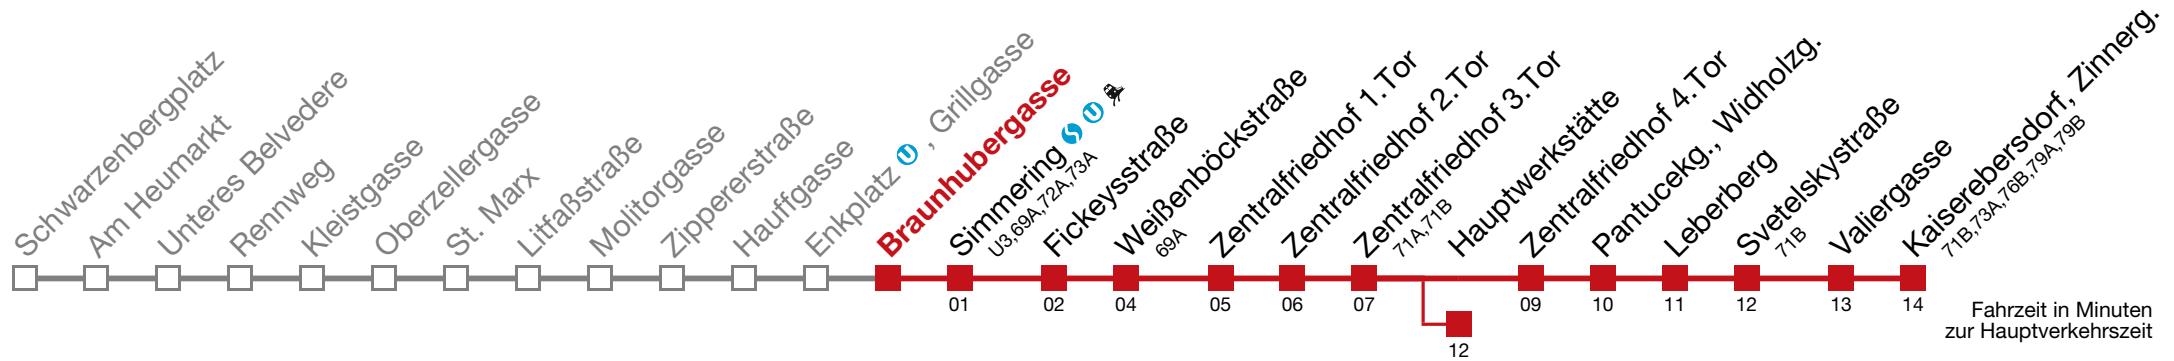 Schwarzenbergplatz
Am Heumarkt
Unteres Belvedere
Rennweg
Kleistgasse
Oberzellergasse
St. Marx
Litfaßstraße
Molitorgasse
Zippererstraße
Hauffgasse
Enkplatz U , Grillgasse
Braunhubergasse
Simmering S U
U3,69A,72A,73A
Fickeysstraße
Weißenböckstraße
69A
Zentralfriedhof 1.Tor
Zentralfriedhof 2.Tor
Zentralfriedhof 3.Tor
71A,71B
Hauptwerkstätte
Zentralfriedhof 4.Tor
Pantucekg., Widholzg.
Leberberg
Svetelskystraße
71B
Valiergasse
Kaiserebersdorf, Zinnerg.
71B,73A,76B,79A,79B
01 02 04 05 06 07 09 10 11 12 13 14
12
Fahrzeit in Minuten
zur Hauptverkehrszeit